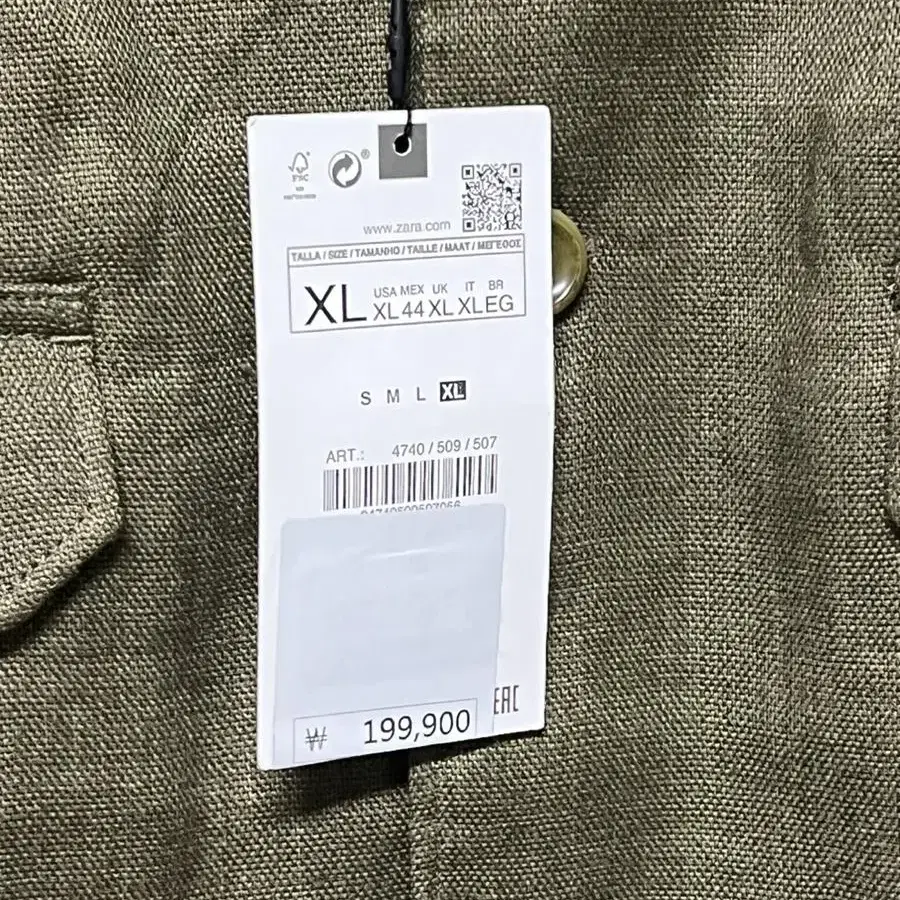 FSC
®
www.zara.com
TALLA / SIZE / TAMANHO / TAILLE / MAAT / ΜΕΓΕΘΟΣ
XL
USA MEX UK IT BR
XL 44 XL XL EG
S M L XL
ART.: 4740 / 509 / 507
EAC
₩ 199,900